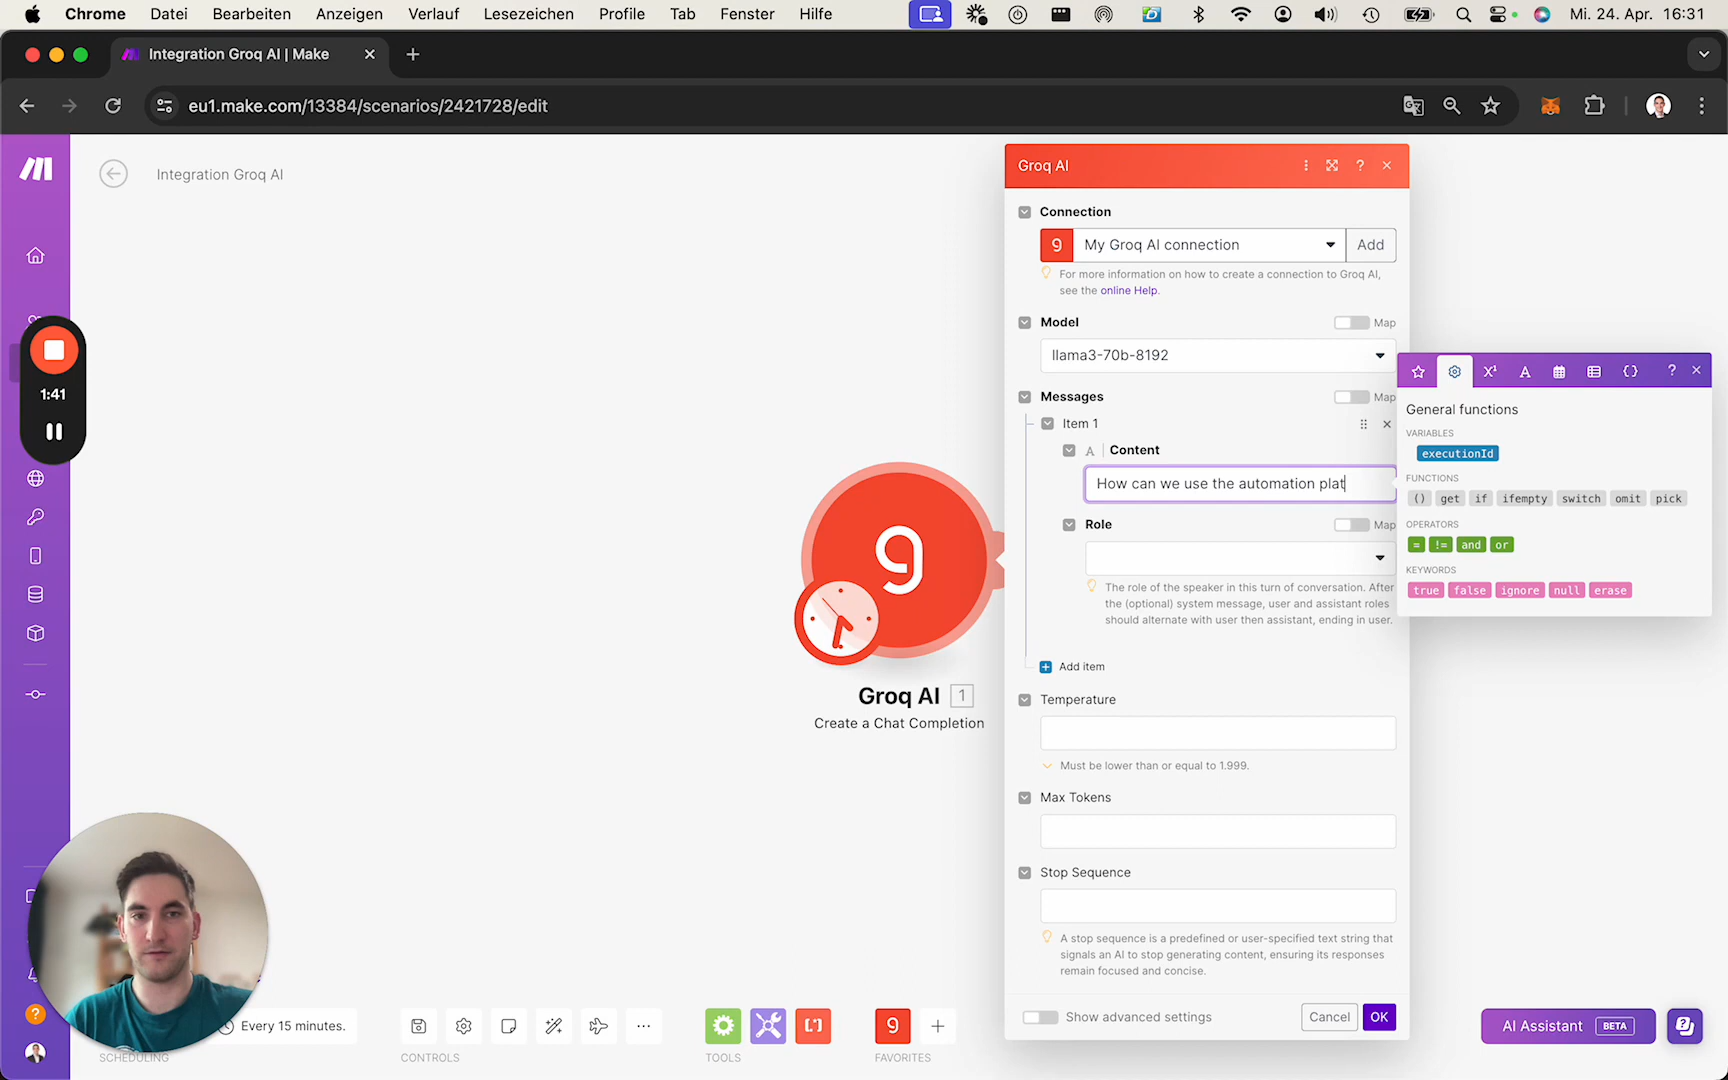 Chrome Datei Bearbeiten Anzeigen Verlauf Lesezeichen Profile Tab Fenster Hilfe Mi. 24. Apr. 16:31
Integration Groq AI | Make
eu1.make.com/13384/scenarios/2421728/edit
Integration Groq AI
1:41
Groq AI
Connection
g My Groq AI connection Add
For more information on how to create a connection to Groq AI,
see the online Help.
Model Map
llama3-70b-8192
Messages Map
Item 1
A Content
How can we use the automation plat
Role Map
The role of the speaker in this turn of conversation. After
the (optional) system message, user and assistant roles
should alternate with user then assistant, ending in user.
Add item
Temperature
Must be lower than or equal to 1.999.
Max Tokens
Stop Sequence
A stop sequence is a predefined or user-specified text string that
signals an AI to stop generating content, ensuring its responses
remain focused and concise.
Show advanced settings Cancel OK
General functions
VARIABLES
executionId
FUNCTIONS
() get if ifempty switch omit pick
OPERATORS
= != and or
KEYWORDS
true false ignore null erase
g
Groq AI 1
Create a Chat Completion
Every 15 minutes.
SCHEDULING
CONTROLS
TOOLS
g
FAVORITES
AI Assistant BETA